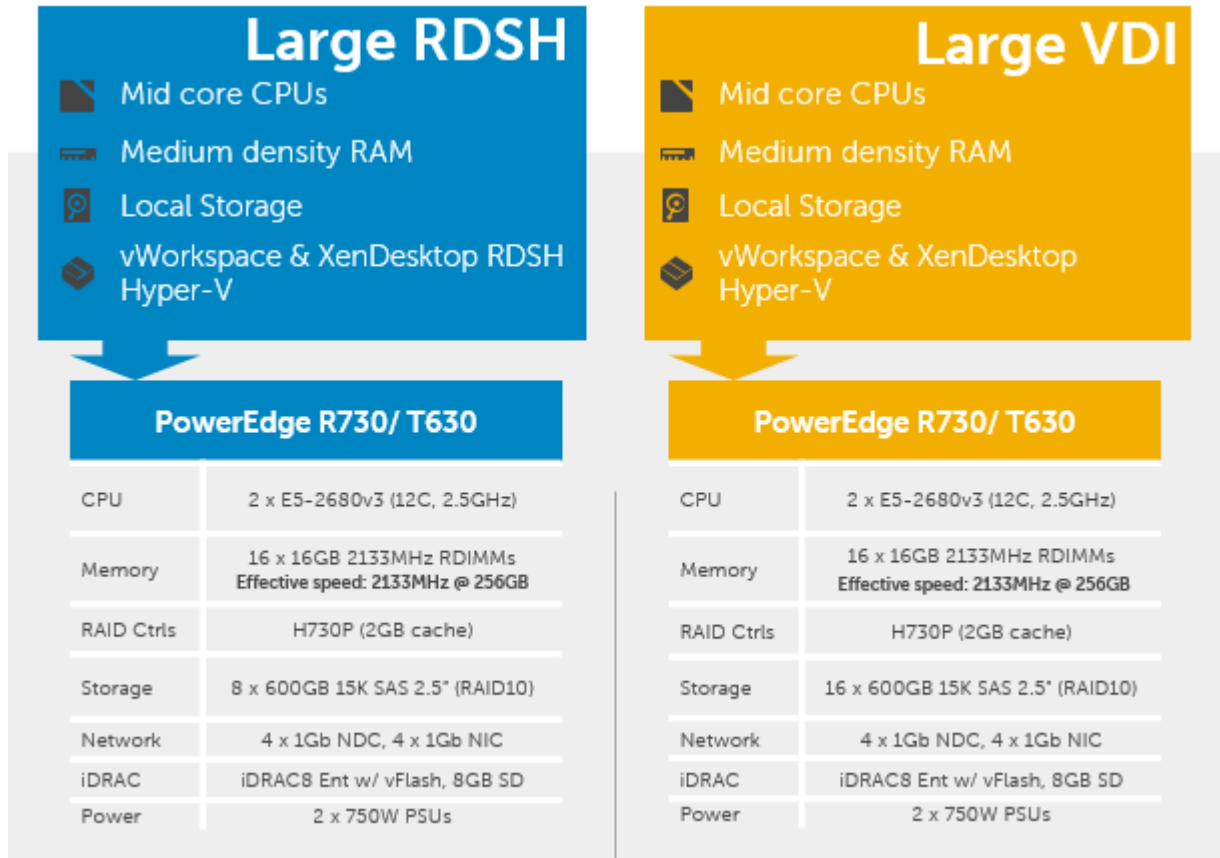 Large RDSH
Mid core CPUs
Medium density RAM
Local Storage
vWorkspace & XenDesktop RDSH
Hyper-V
PowerEdge R730/ T630
CPU 2 x E5-2680v3 (12C, 2.5GHz)
Memory 16 x 16GB 2133MHz RDIMMs
Effective speed: 2133MHz @ 256GB
RAID Ctrls H730P (2GB cache)
Storage 8 x 600GB 15K SAS 2.5" (RAID10)
Network 4 x 1Gb NDC, 4 x 1Gb NIC
iDRAC iDRAC8 Ent w/ vFlash, 8GB SD
Power 2 x 750W PSUs
Large VDI
Mid core CPUs
Medium density RAM
Local Storage
vWorkspace & XenDesktop
Hyper-V
PowerEdge R730/ T630
CPU 2 x E5-2680v3 (12C, 2.5GHz)
Memory 16 x 16GB 2133MHz RDIMMs
Effective speed: 2133MHz @ 256GB
RAID Ctrls H730P (2GB cache)
Storage 16 x 600GB 15K SAS 2.5" (RAID10)
Network 4 x 1Gb NDC, 4 x 1Gb NIC
iDRAC iDRAC8 Ent w/ vFlash, 8GB SD
Power 2 x 750W PSUs